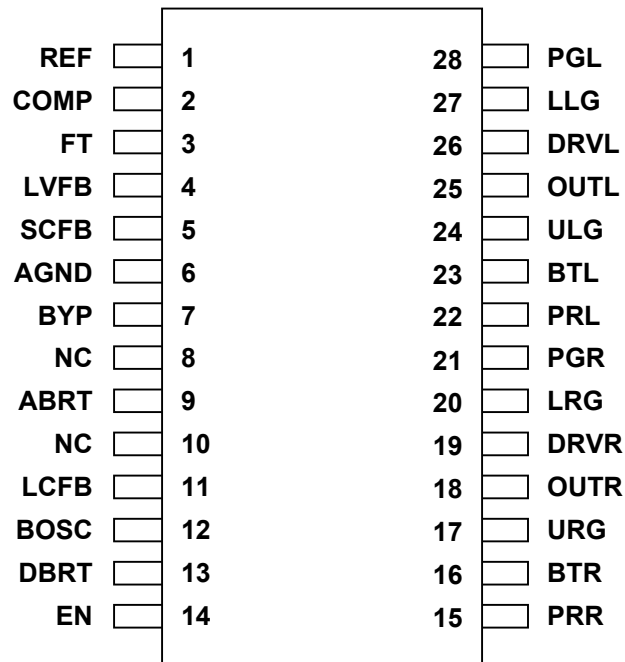 REF 1 28 PGL
COMP 2 27 LLG
FT 3 26 DRVL
LVFB 4 25 OUTL
SCFB 5 24 ULG
AGND 6 23 BTL
BYP 7 22 PRL
NC 8 21 PGR
ABRT 9 20 LRG
NC 10 19 DRVR
LCFB 11 18 OUTR
BOSC 12 17 URG
DBRT 13 16 BTR
EN 14 15 PRR